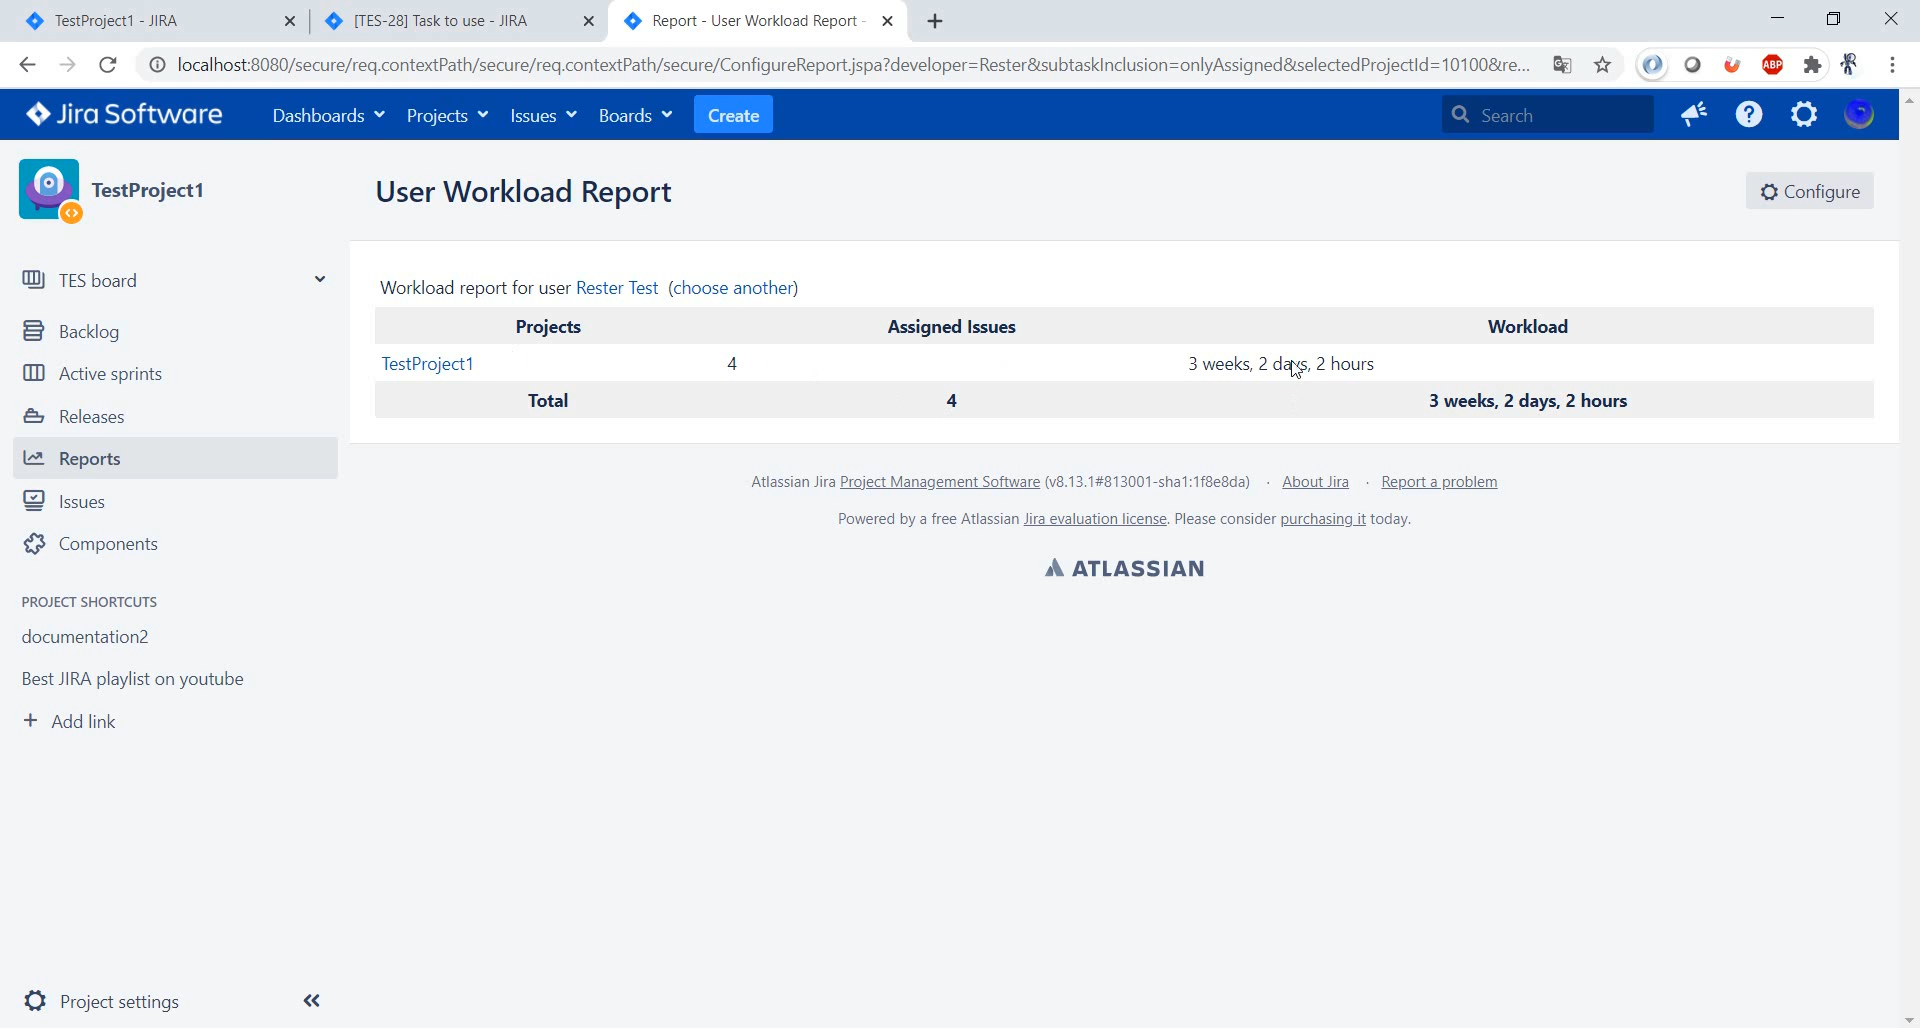 TestProject1 - JIRA
[TES-28] Task to use - JIRA
Report - User Workload Report -
localhost:8080/secure/req.contextPath/secure/req.contextPath/secure/ConfigureReport.jspa?developer=Rester&subtaskInclusion=onlyAssigned&selectedProjectId=10100&re...
ABP
Jira Software
Dashboards
Projects
Issues
Boards
Create
Search
TestProject1
User Workload Report
Configure
TES board
Backlog
Active sprints
Releases
Reports
Issues
Components
PROJECT SHORTCUTS
documentation2
Best JIRA playlist on youtube
+ Add link
Project settings
Workload report for user Rester Test (choose another)
Projects Assigned Issues Workload
TestProject1 4 3 weeks, 2 days, 2 hours
Total 4 3 weeks, 2 days, 2 hours
Atlassian Jira Project Management Software (v8.13.1#813001-sha1:1f8e8da) · About Jira · Report a problem
Powered by a free Atlassian Jira evaluation license. Please consider purchasing it today.
ATLASSIAN